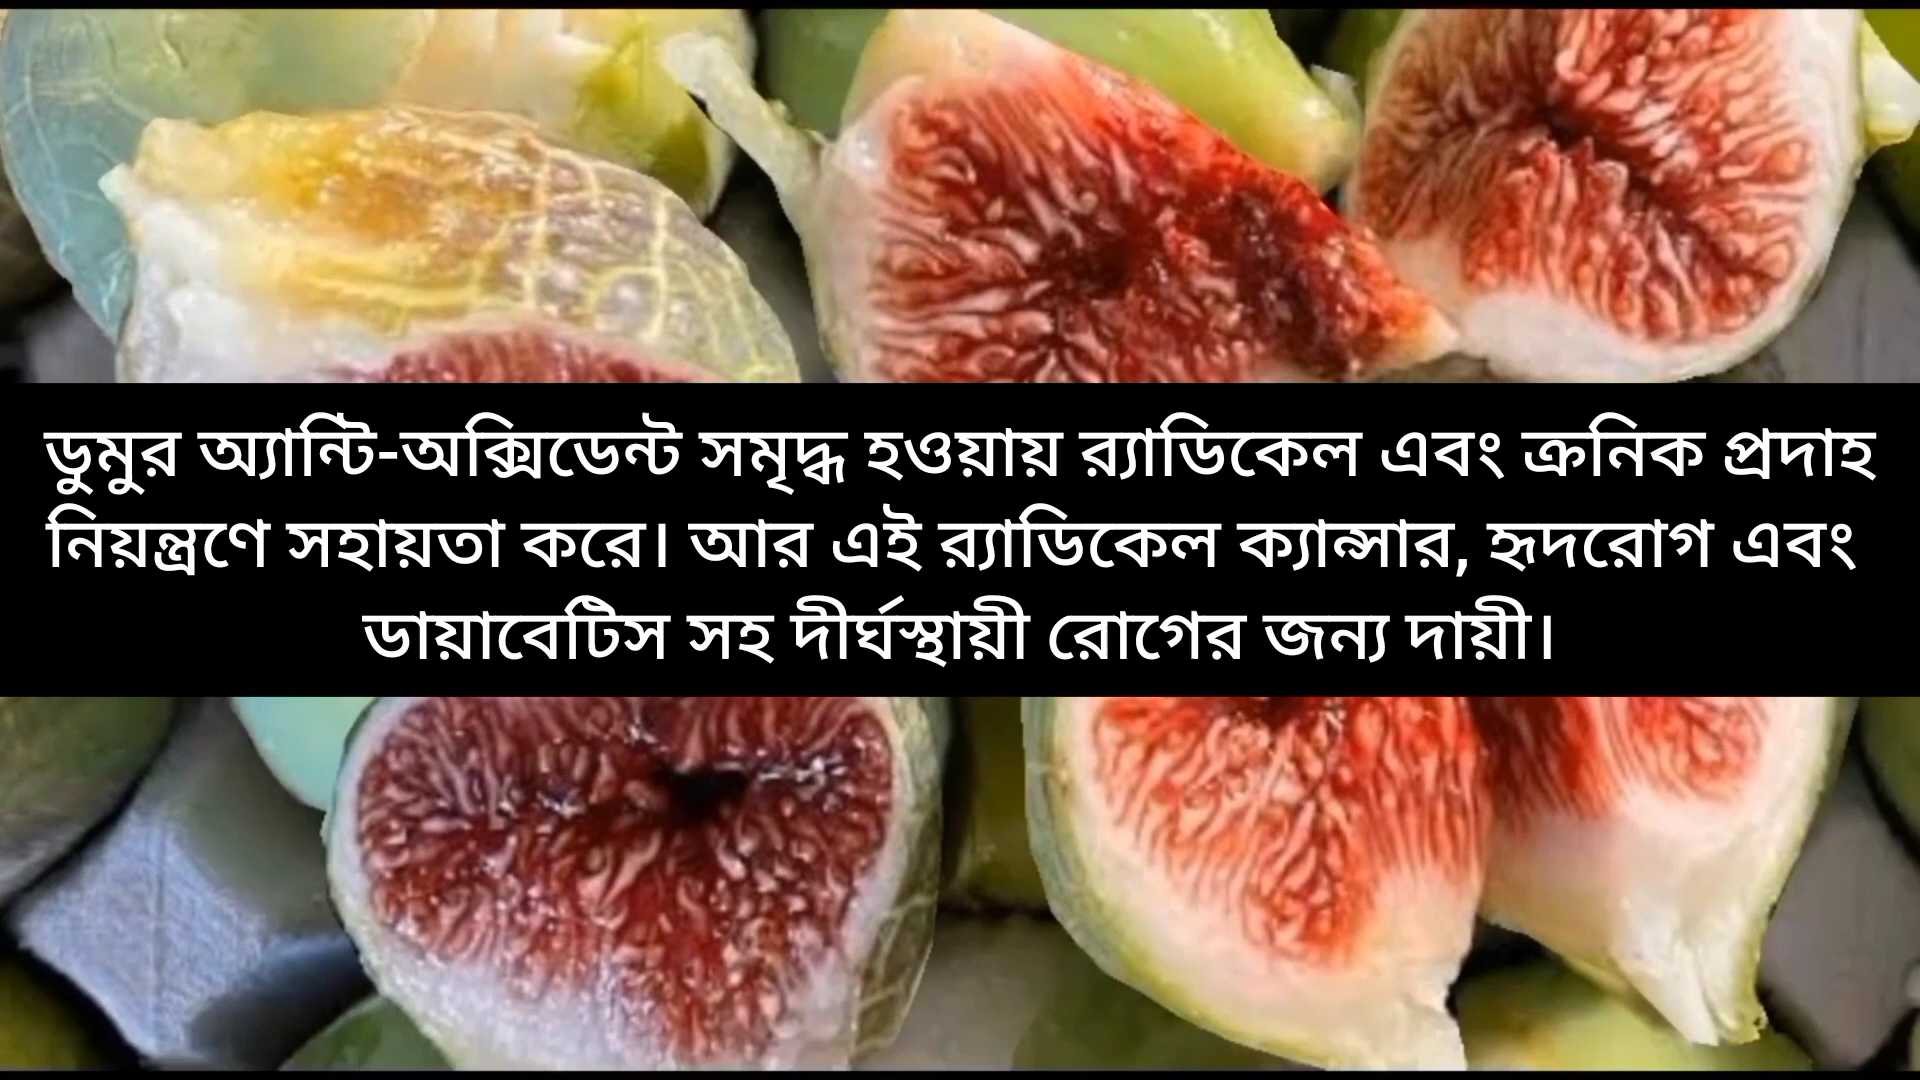 ডুমুর অ্যান্টি-অক্সিডেন্ট সমৃদ্ধ হওয়ায় র‍্যাডিকেল এবং ক্রনিক প্রদাহ
নিয়ন্ত্রণে সহায়তা করে। আর এই র‍্যাডিকেল ক্যান্সার, হৃদরোগ এবং
ডায়াবেটিস সহ দীর্ঘস্থায়ী রোগের জন্য দায়ী।